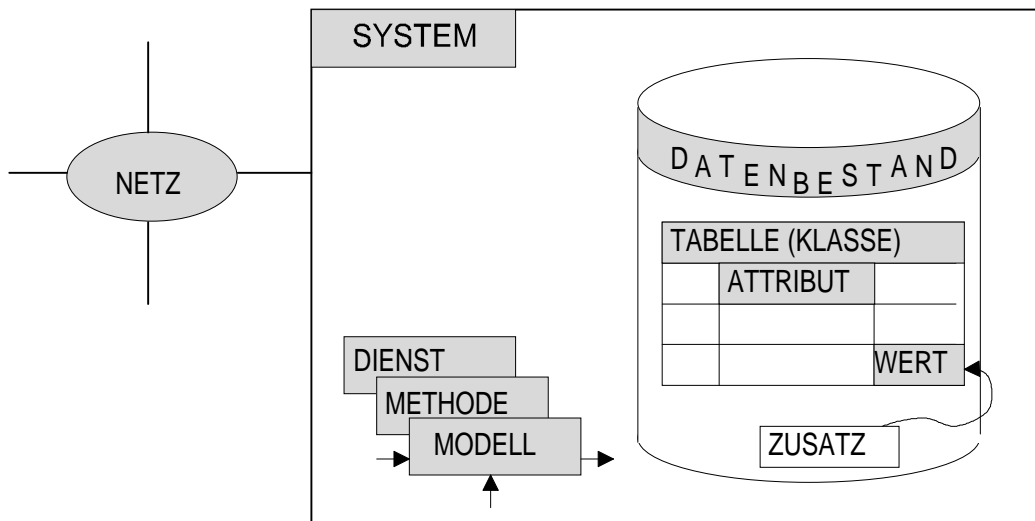 SYSTEM
NETZ
DATENBESTAND
TABELLE (KLASSE)
ATTRIBUT
WERT
ZUSATZ
DIENST
METHODE
MODELL